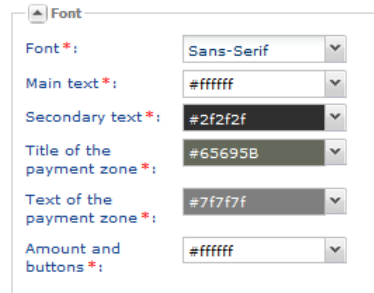 Font
Font*: Sans-Serif
Main text*: #ffffff
Secondary text*: #2f2f2f
Title of the
payment zone*: #65695B
Text of the
payment zone*: #7f7f7f
Amount and
buttons*: #ffffff